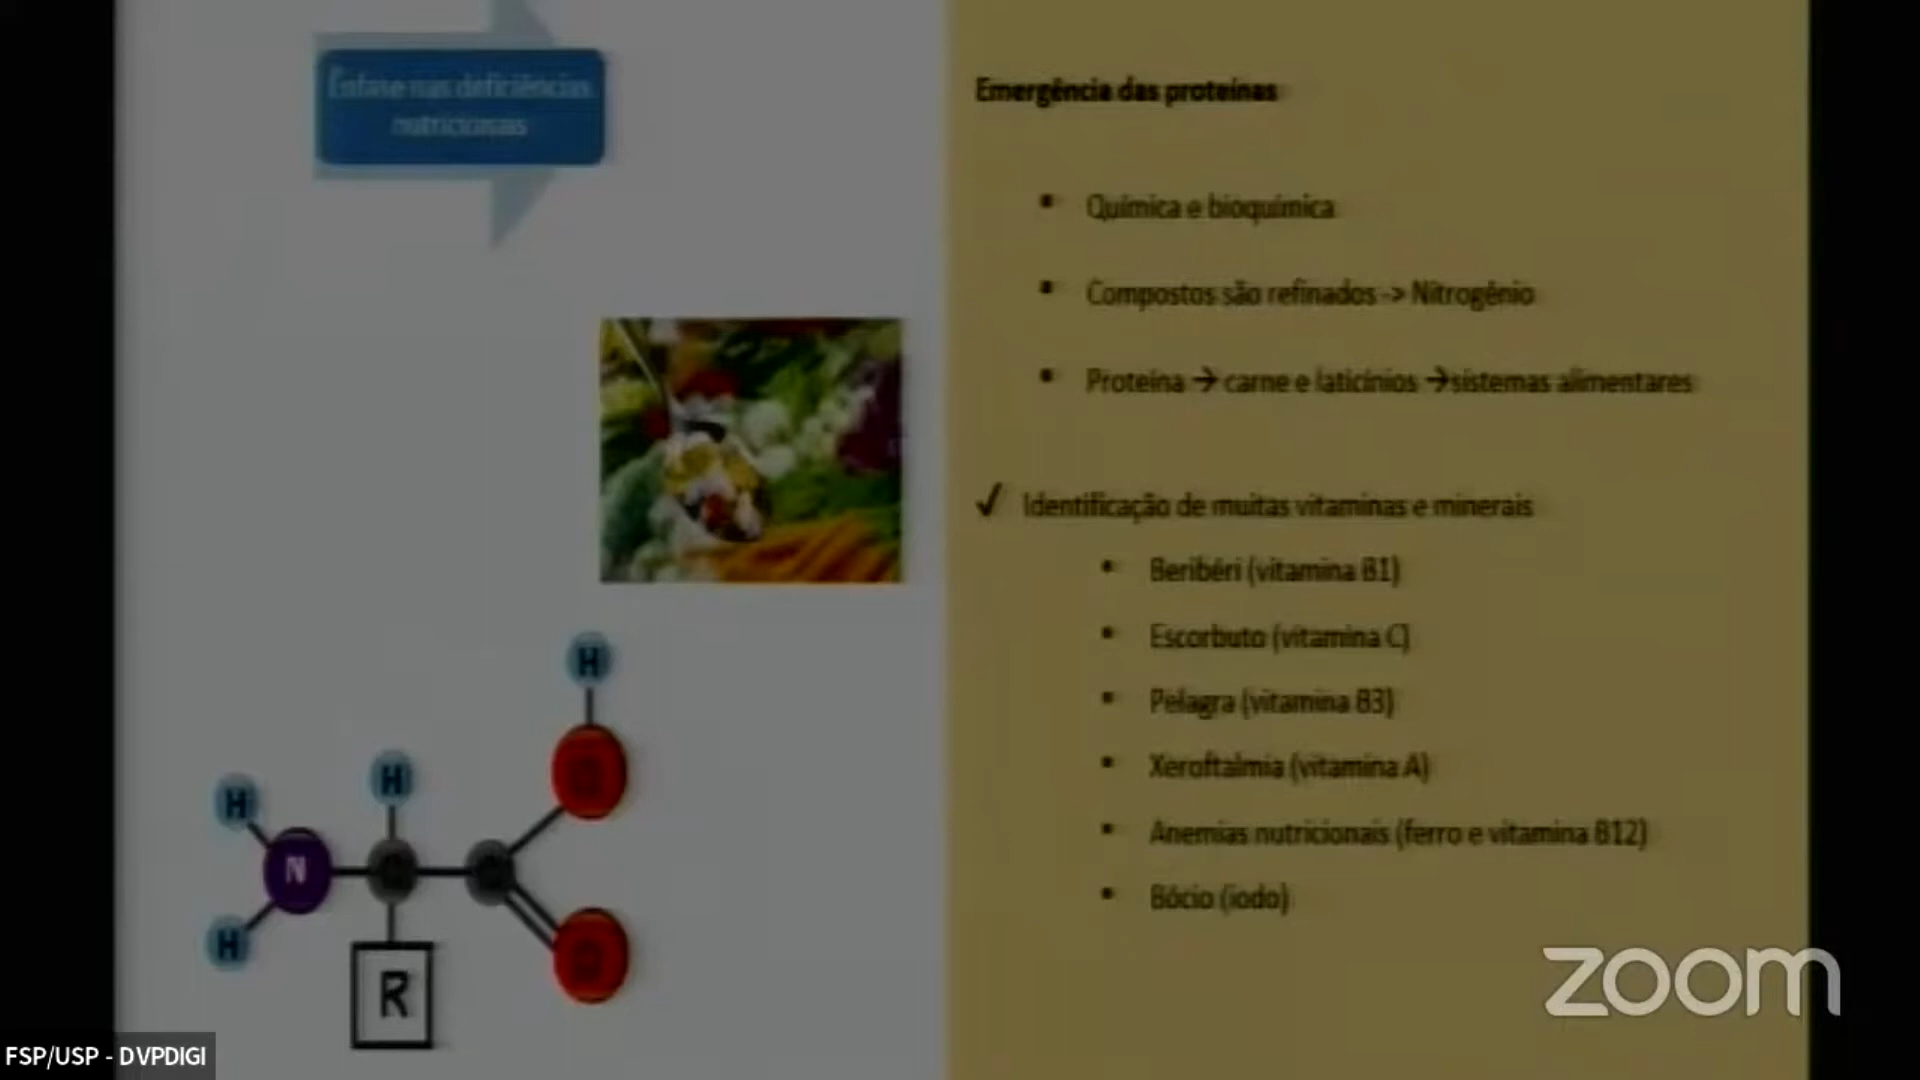 Ênfase nas deficiências
nutricionais
Emergência das proteínas
• Química e bioquímica
• Compostos são refinados -> Nitrogênio
• Proteína → carne e laticínios →sistemas alimentares
✓ Identificação de muitas vitaminas e minerais
• Beribéri (vitamina B1)
• Escorbuto (vitamina C)
• Pelagra (vitamina B3)
• Xeroftalmia (vitamina A)
• Anemias nutricionais (ferro e vitamina B12)
• Bócio (iodo)
H
H
H
N
H
R
zoom
FSP/USP - DVPDIGI